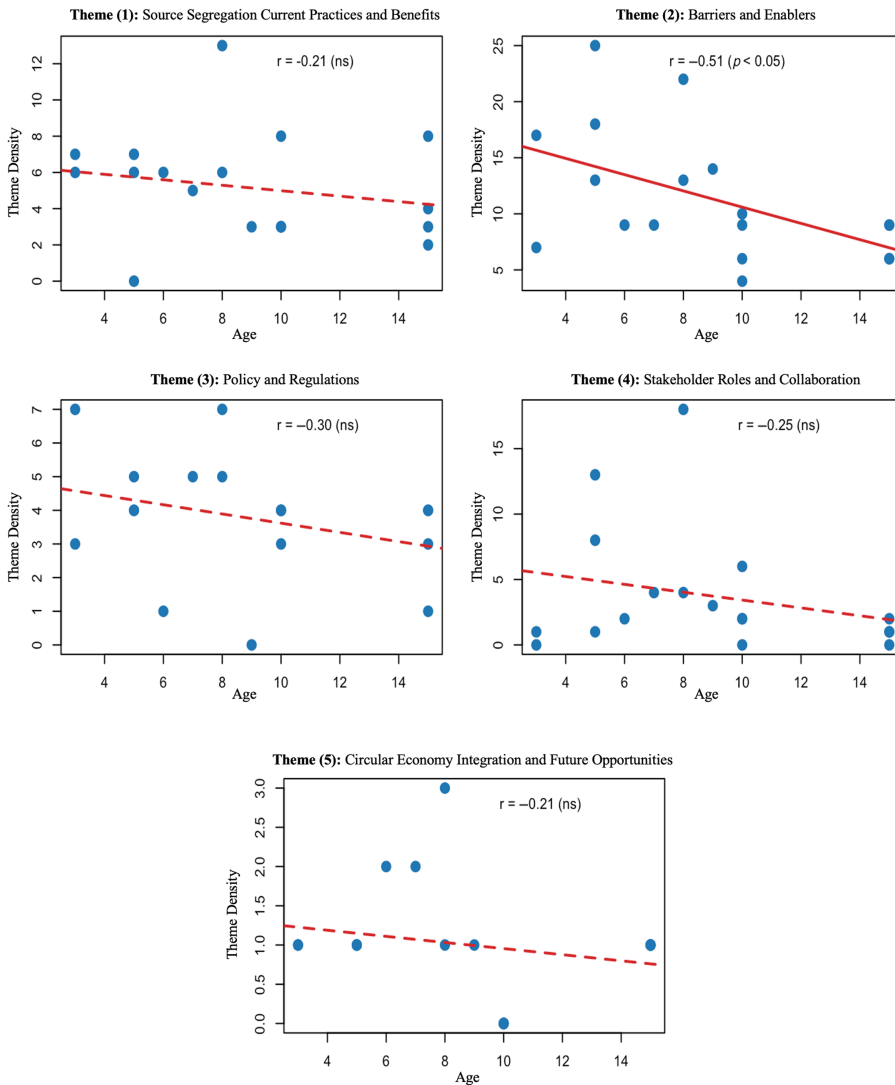 Theme (1): Source Segregation Current Practices and Benefits
r = -0.21 (ns)
Theme Density
0 2 4 6 8 10 12
4 6 8 10 12 14
Age
Theme (2): Barriers and Enablers
r = −0.51 (p < 0.05)
Theme Density
5 10 15 20 25
4 6 8 10 12 14
Age
Theme (3): Policy and Regulations
r = −0.30 (ns)
Theme Density
0 1 2 3 4 5 6 7
4 6 8 10 12 14
Age
Theme (4): Stakeholder Roles and Collaboration
r = −0.25 (ns)
Theme Density
0 5 10 15
4 6 8 10 12 14
Age
Theme (5): Circular Economy Integration and Future Opportunities
r = −0.21 (ns)
Theme Density
0.0 0.5 1.0 1.5 2.0 2.5 3.0
4 6 8 10 12 14
Age